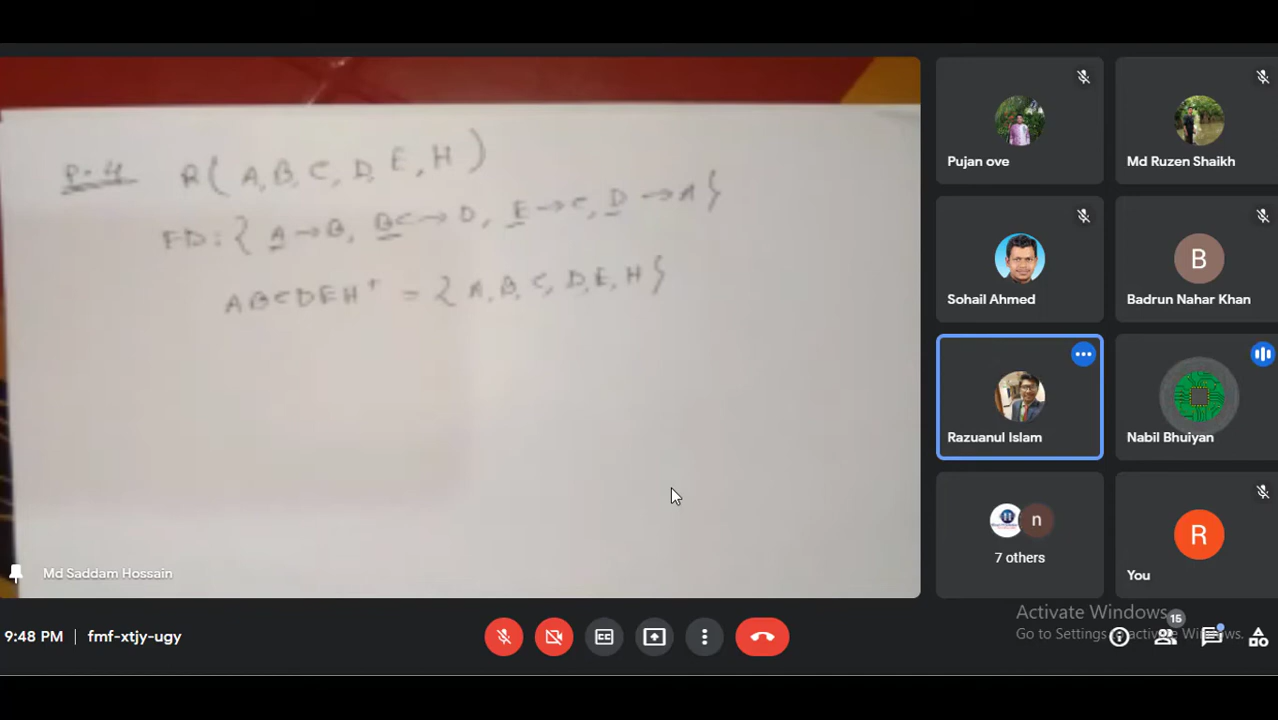 P-4 R(A, B, C, D, E, H)
FD: { A → B, BC → D, E → C, D → A }
ABCDEH⁺ = { A, B, C, D, E, H }
Md Saddam Hossain
Pujan ove
Md Ruzen Shaikh
Sohail Ahmed
B
Badrun Nahar Khan
Razuanul Islam
Nabil Bhuiyan
n
7 others
R
You
Activate Windows
Go to Settings to activate Windows.
9:48 PM | fmf-xtjy-ugy
CC
15